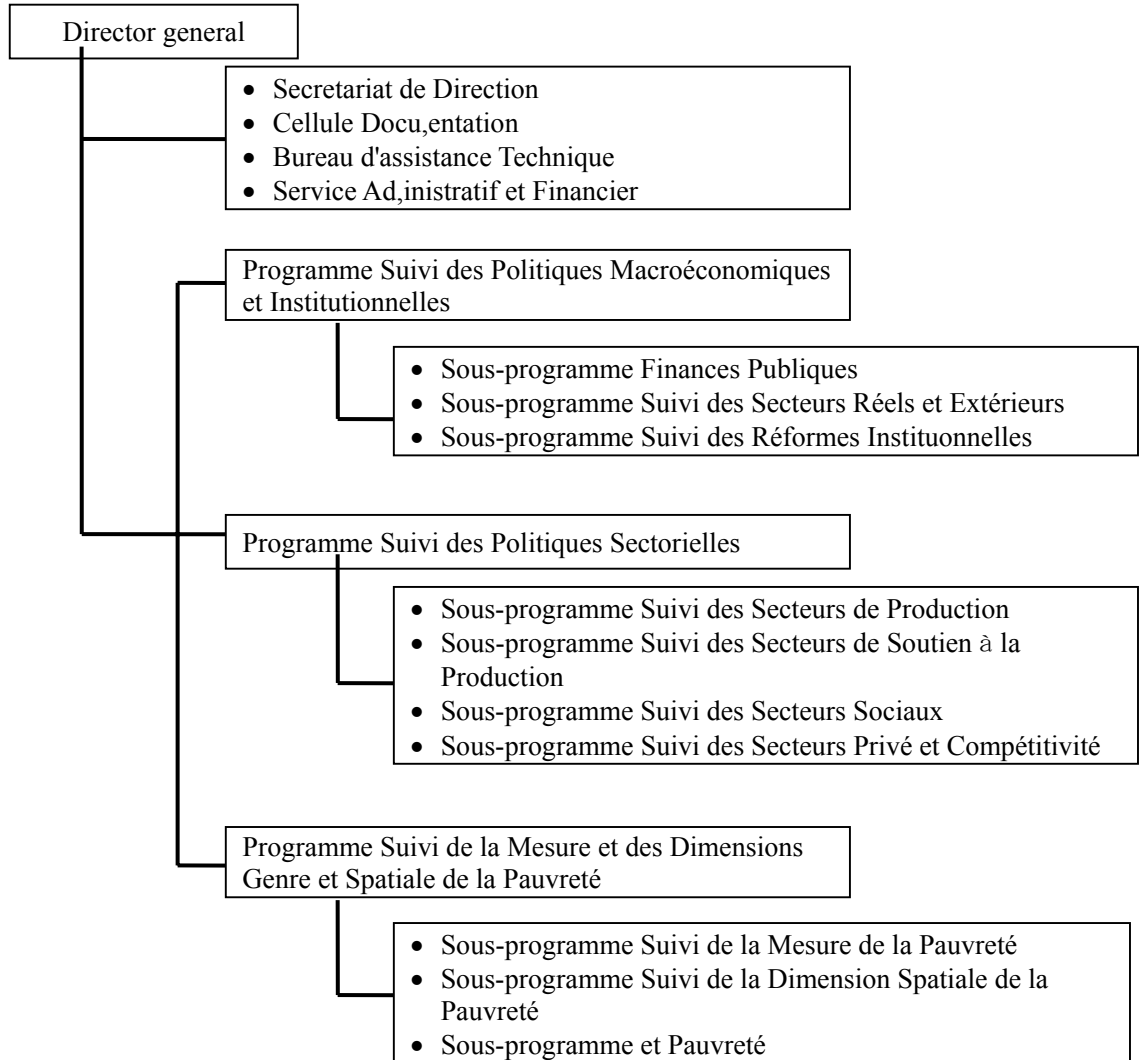 Director general
• Secretariat de Direction
• Cellule Docu,entation
• Bureau d'assistance Technique
• Service Ad,inistratif et Financier
Programme Suivi des Politiques Macroéconomiques
et Institutionnelles
• Sous-programme Finances Publiques
• Sous-programme Suivi des Secteurs Réels et Extérieurs
• Sous-programme Suivi des Réformes Instituonnelles
Programme Suivi des Politiques Sectorielles
• Sous-programme Suivi des Secteurs de Production
• Sous-programme Suivi des Secteurs de Soutien à la
Production
• Sous-programme Suivi des Secteurs Sociaux
• Sous-programme Suivi des Secteurs Privé et Compétitivité
Programme Suivi de la Mesure et des Dimensions
Genre et Spatiale de la Pauvreté
• Sous-programme Suivi de la Mesure de la Pauvreté
• Sous-programme Suivi de la Dimension Spatiale de la
Pauvreté
• Sous-programme et Pauvreté